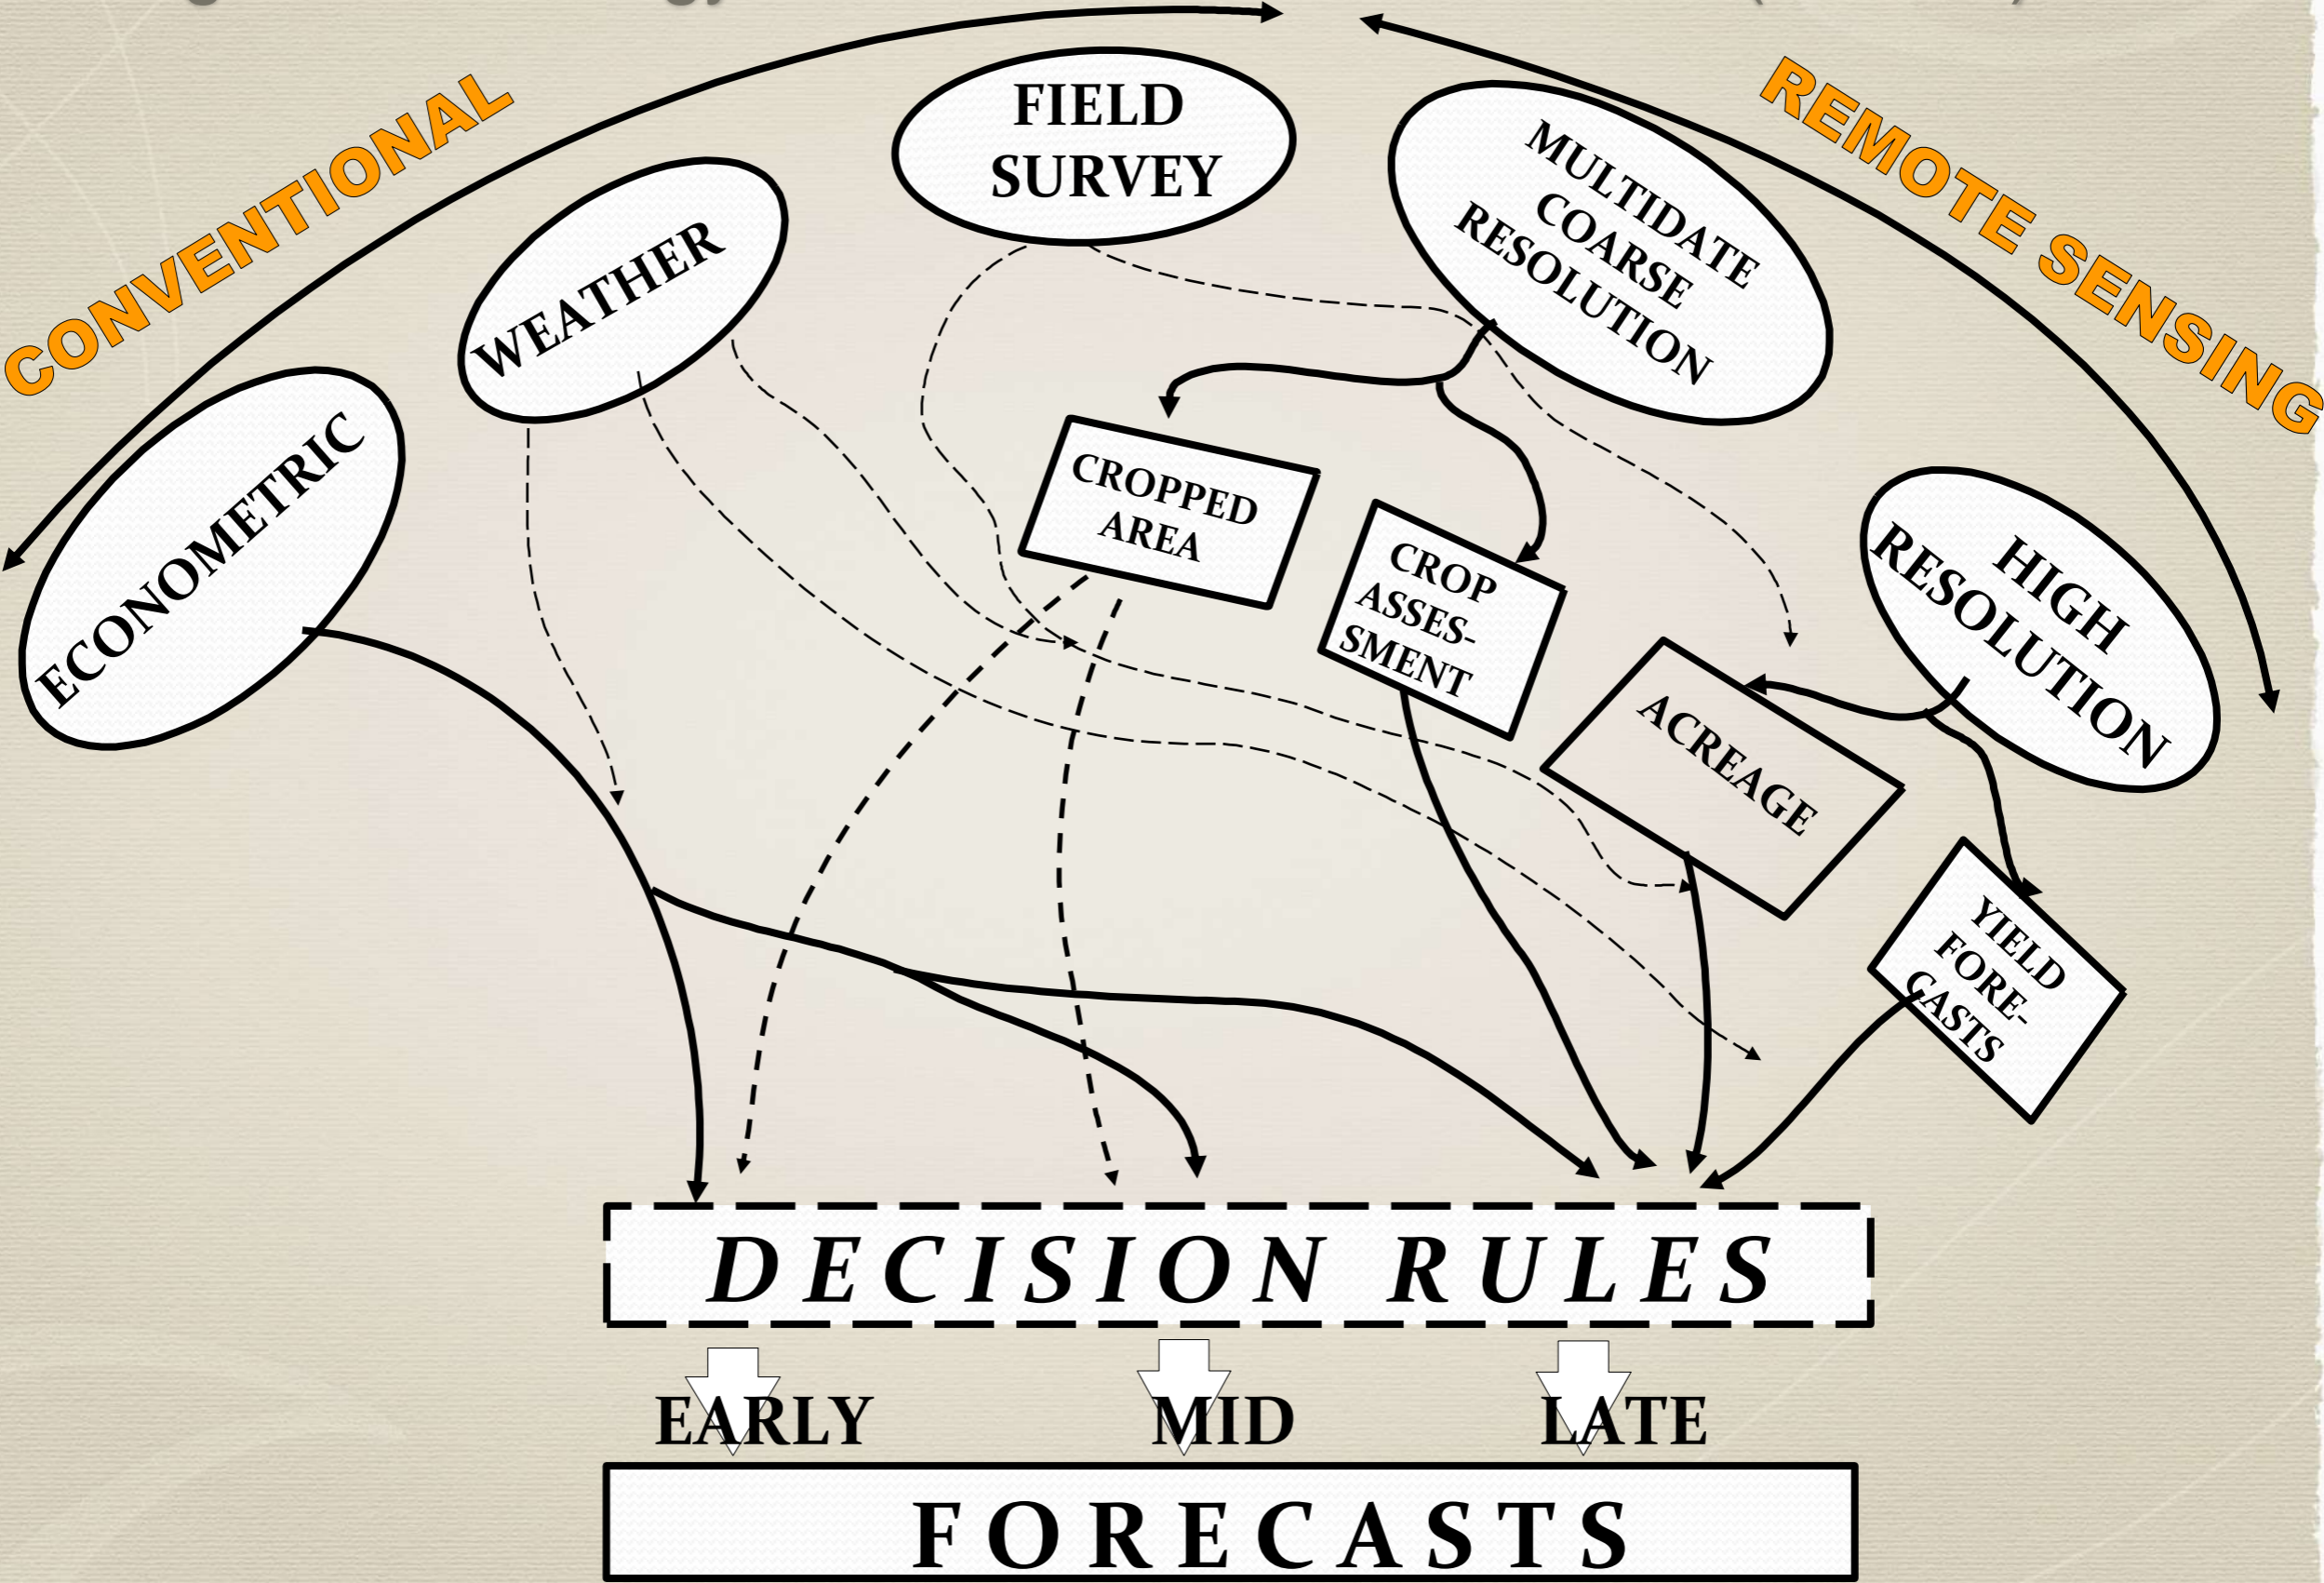 CONVENTIONAL
REMOTE SENSING
FIELD
SURVEY
MULTIDATE
COARSE
RESOLUTION
WEATHER
ECONOMETRIC
CROPPED
AREA
CROP
ASSES-
SMENT
HIGH
RESOLUTION
ACREAGE
YIELD
FORE-
CASTS
DECISION RULES
EARLY
MID
LATE
FORECASTS